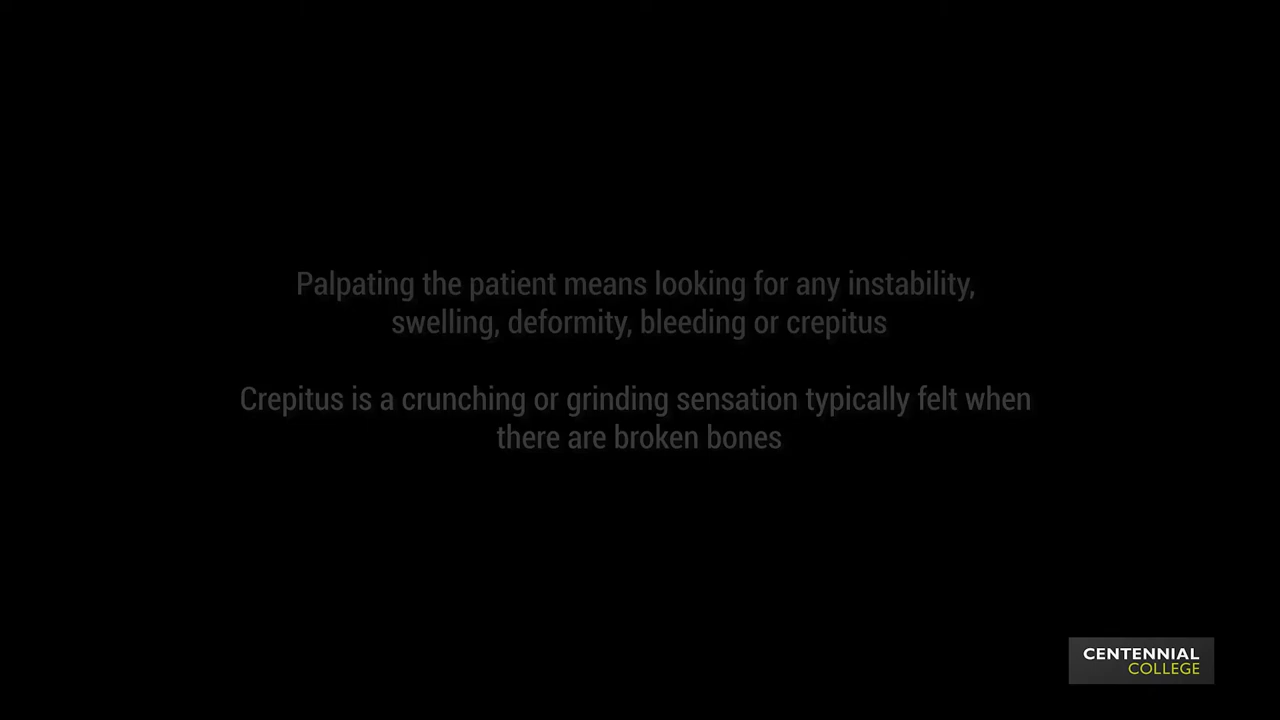 Palpating the patient means looking for any instability,
swelling, deformity, bleeding or crepitus
Crepitus is a crunching or grinding sensation typically felt when
there are broken bones
CENTENNIAL
COLLEGE